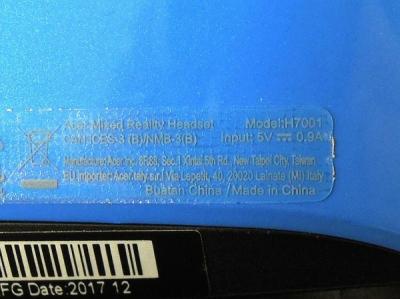 Acer Mixed Reality Headset Model:H7001
CAN ICES-3 (B)/NMB-3(B) Input: 5V 0.9A
Manufacture: Acer Inc. 8F,88, Sec.1 Xintai 5th Rd., New Taipei City, Taiwan
EU Importer: Acer Italy s.r.l Via Lepetit, 40, 20020 Lainate (MI) Italy
Buatan China / Made in China
FG Date:2017 12